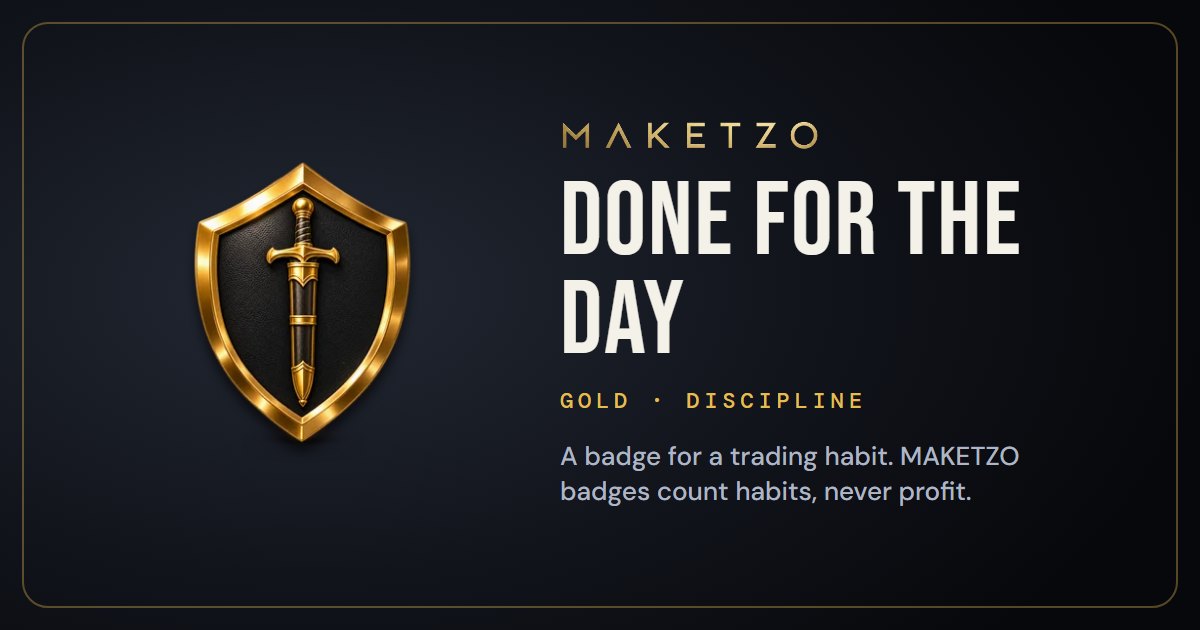 MAKETZO
DONE FOR THE
DAY
GOLD · DISCIPLINE
A badge for a trading habit. MAKETZO
badges count habits, never profit.